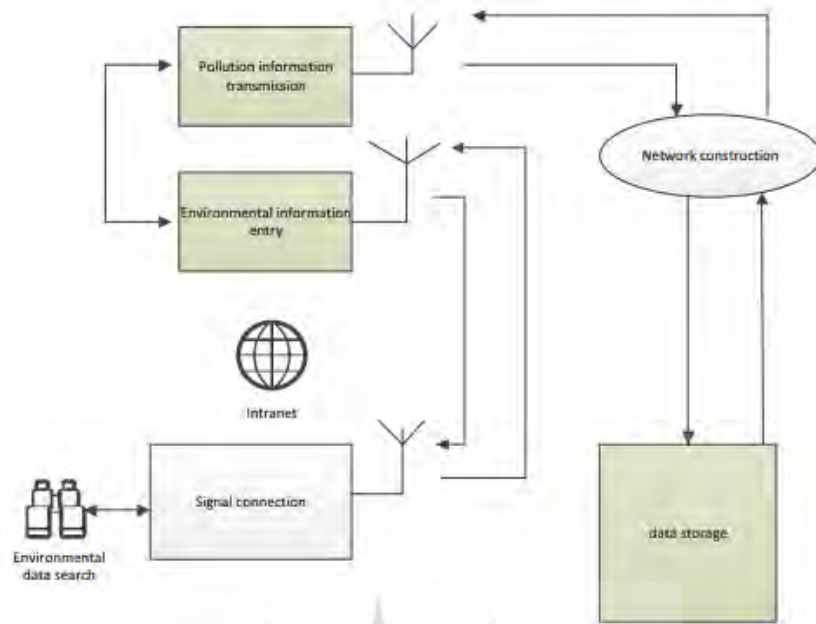 Pollution information
transmission
Network construction
Environmental information
entry
Intranet
Signal connection
data storage
Environmental
data search